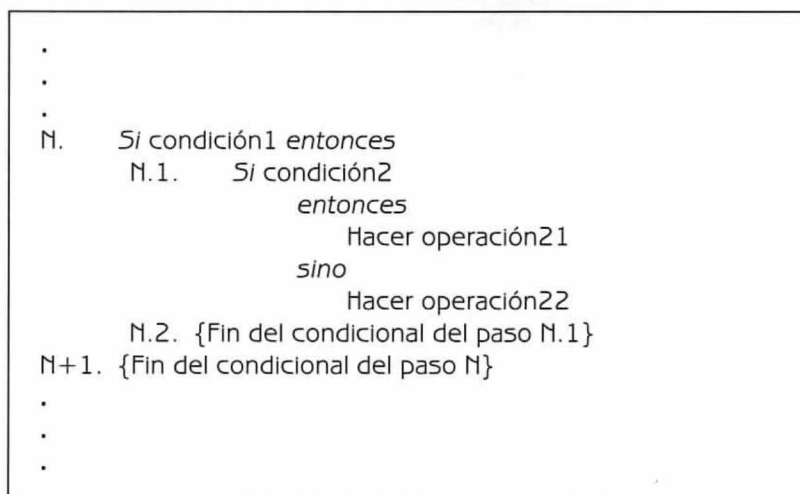 .
.
.
N. Si condición1 entonces
N.1. Si condición2
entonces
Hacer operación21
sino
Hacer operación22
N.2. {Fin del condicional del paso N.1}
N+1. {Fin del condicional del paso N}
.
.
.